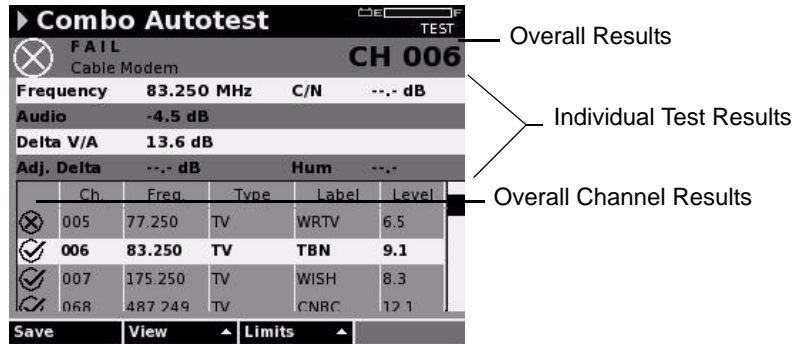 Combo Autotest
E F
TEST
Overall Results
FAIL
Cable Modem
CH 006
Frequency 83.250 MHz C/N --.- dB
Individual Test Results
Audio -4.5 dB
Delta V/A 13.6 dB
Adj. Delta --.- dB Hum --.-
Ch. Freq. Type Label Level
Overall Channel Results
005 77.250 TV WRTV 6.5
006 83.250 TV TBN 9.1
007 175.250 TV WISH 8.3
068 487.249 TV CNBC 12.1
Save View Limits